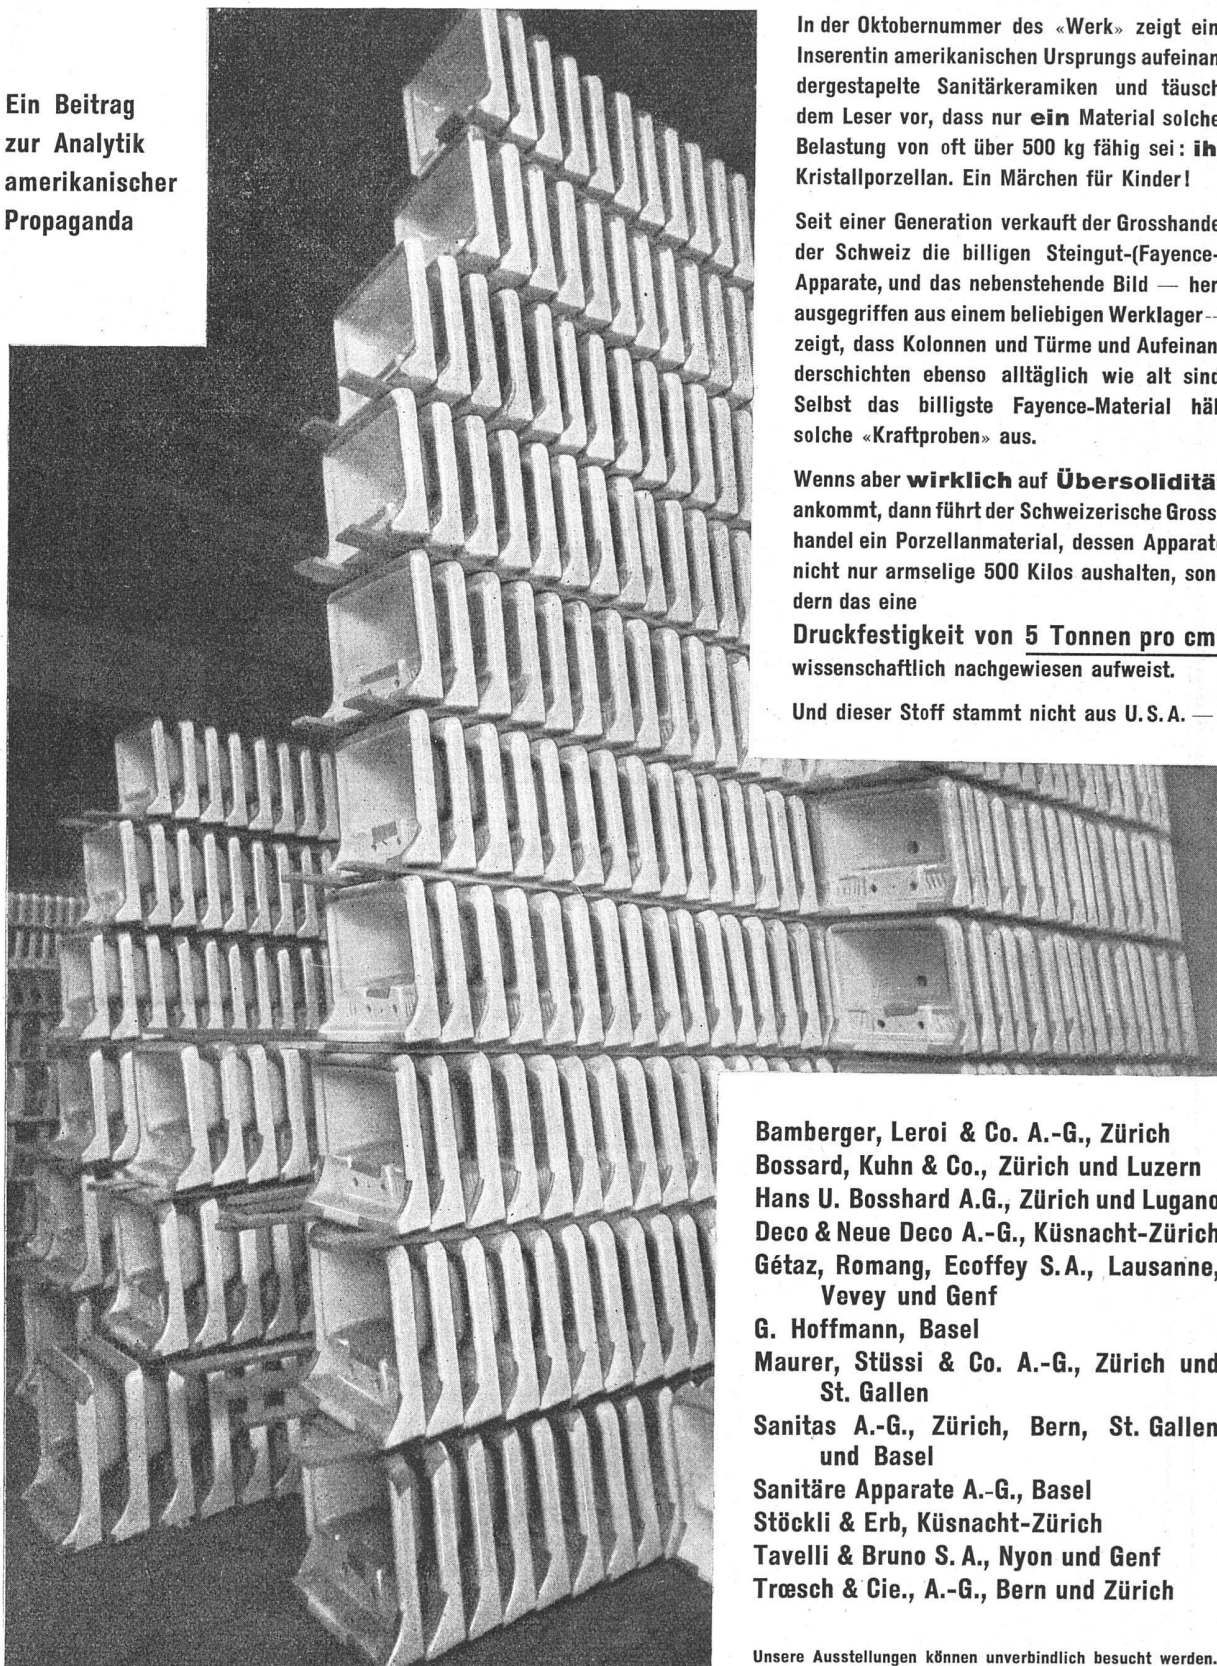 Ein Beitrag
zur Analytik
amerikanischer
Propaganda
In der Oktobernummer des «Werk» zeigt ein
Inserentin amerikanischen Ursprungs aufeinan
dergestapelte Sanitärkeramiken und täusch
dem Leser vor, dass nur ein Material solche
Belastung von oft über 500 kg fähig sei: ih
Kristallporzellan. Ein Märchen für Kinder!
Seit einer Generation verkauft der Grosshande
der Schweiz die billigen Steingut-(Fayence-
Apparate, und das nebenstehende Bild — her
ausgegriffen aus einem beliebigen Werklager —
zeigt, dass Kolonnen und Türme und Aufeinan
derschichten ebenso alltäglich wie alt sind
Selbst das billigste Fayence-Material häl
solche «Kraftproben» aus.
Wenns aber wirklich auf Übersoliditä
ankommt, dann führt der Schweizerische Gross
handel ein Porzellanmaterial, dessen Apparat
nicht nur armselige 500 Kilos aushalten, son
dern das eine
Druckfestigkeit von 5 Tonnen pro cm
wissenschaftlich nachgewiesen aufweist.
Und dieser Stoff stammt nicht aus U.S.A. —
Bamberger, Leroi & Co. A.-G., Zürich
Bossard, Kuhn & Co., Zürich und Luzern
Hans U. Bosshard A.G., Zürich und Lugano
Deco & Neue Deco A.-G., Küsnacht-Zürich
Gétaz, Romang, Ecoffey S.A., Lausanne,
Vevey und Genf
G. Hoffmann, Basel
Maurer, Stüssi & Co. A.-G., Zürich und
St. Gallen
Sanitas A.-G., Zürich, Bern, St. Gallen
und Basel
Sanitäre Apparate A.-G., Basel
Stöckli & Erb, Küsnacht-Zürich
Tavelli & Bruno S.A., Nyon und Genf
Trœsch & Cie., A.-G., Bern und Zürich
Unsere Ausstellungen können unverbindlich besucht werden.